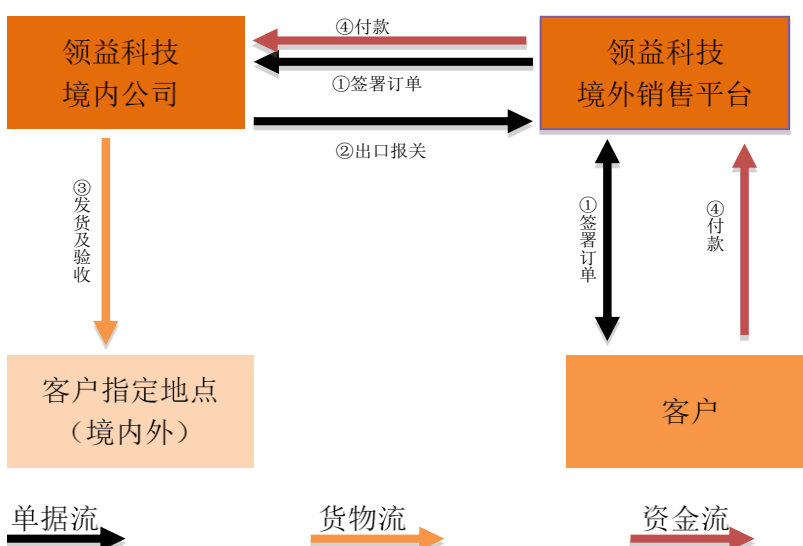 领益科技
境内公司
④付款
①签署订单
②出口报关
领益科技
境外销售平台
③发货及验收
①签署订单
④付款
客户指定地点
（境内外）
客户
单据流
货物流
资金流